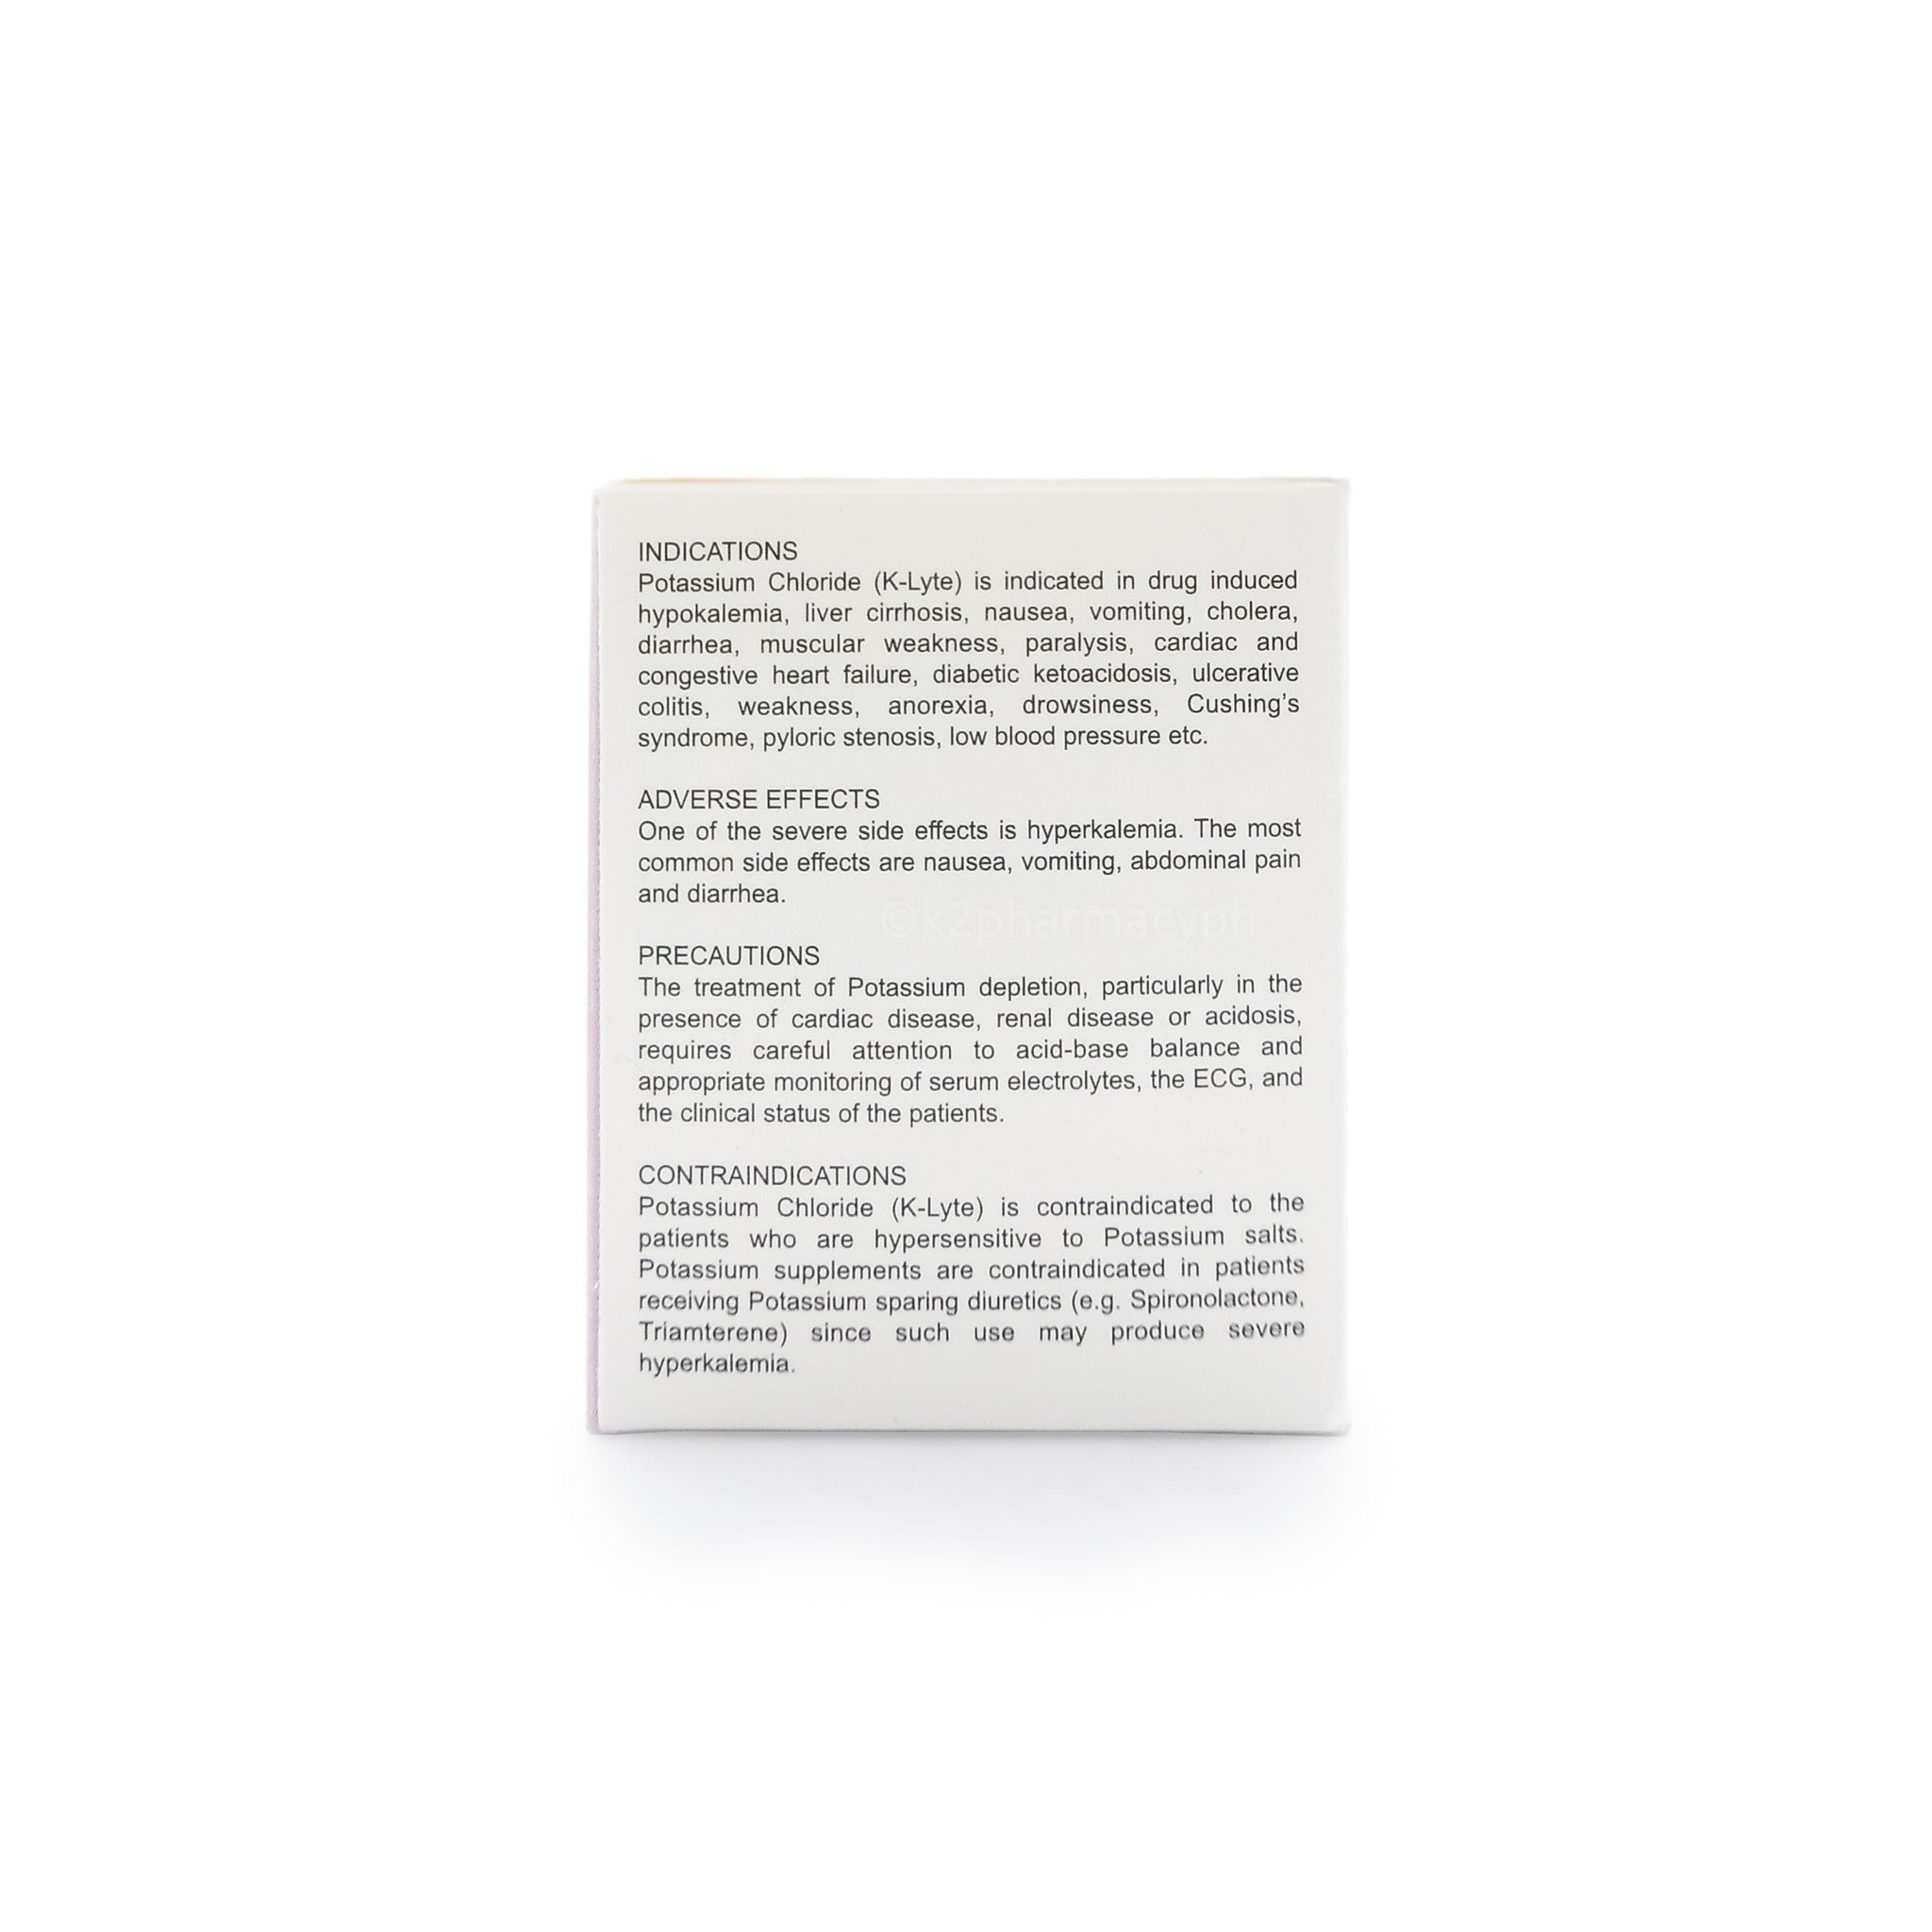 INDICATIONS
Potassium Chloride (K-Lyte) is indicated in drug induced
hypokalemia, liver cirrhosis, nausea, vomiting, cholera,
diarrhea, muscular weakness, paralysis, cardiac and
congestive heart failure, diabetic ketoacidosis, ulcerative
colitis, weakness, anorexia, drowsiness, Cushing’s
syndrome, pyloric stenosis, low blood pressure etc.
ADVERSE EFFECTS
One of the severe side effects is hyperkalemia. The most
common side effects are nausea, vomiting, abdominal pain
and diarrhea.
©k2pharmacyph
PRECAUTIONS
The treatment of Potassium depletion, particularly in the
presence of cardiac disease, renal disease or acidosis,
requires careful attention to acid-base balance and
appropriate monitoring of serum electrolytes, the ECG, and
the clinical status of the patients.
CONTRAINDICATIONS
Potassium Chloride (K-Lyte) is contraindicated to the
patients who are hypersensitive to Potassium salts.
Potassium supplements are contraindicated in patients
receiving Potassium sparing diuretics (e.g. Spironolactone,
Triamterene) since such use may produce severe
hyperkalemia.